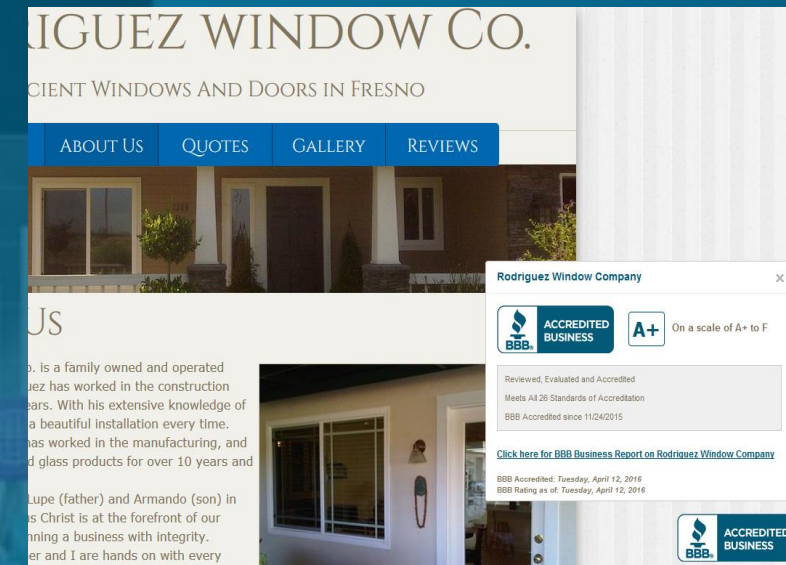 RIGUEZ WINDOW CO.
CIENT WINDOWS AND DOORS IN FRESNO
ABOUT US
QUOTES
GALLERY
REVIEWS
US
. is a family owned and operated
uez has worked in the construction
ears. With his extensive knowledge of
a beautiful installation every time.
has worked in the manufacturing, and
d glass products for over 10 years and
Lupe (father) and Armando (son) in
us Christ is at the forefront of our
nning a business with integrity.
er and I are hands on with every
Rodriguez Window Company
×
BBB®
ACCREDITED
BUSINESS
A+
On a scale of A+ to F
Reviewed, Evaluated and Accredited
Meets All 26 Standards of Accreditation
BBB Accredited since 11/24/2015
Click here for BBB Business Report on Rodriguez Window Company
BBB Accredited: Tuesday, April 12, 2016
BBB Rating as of: Tuesday, April 12, 2016
BBB®
ACCREDITED
BUSINESS